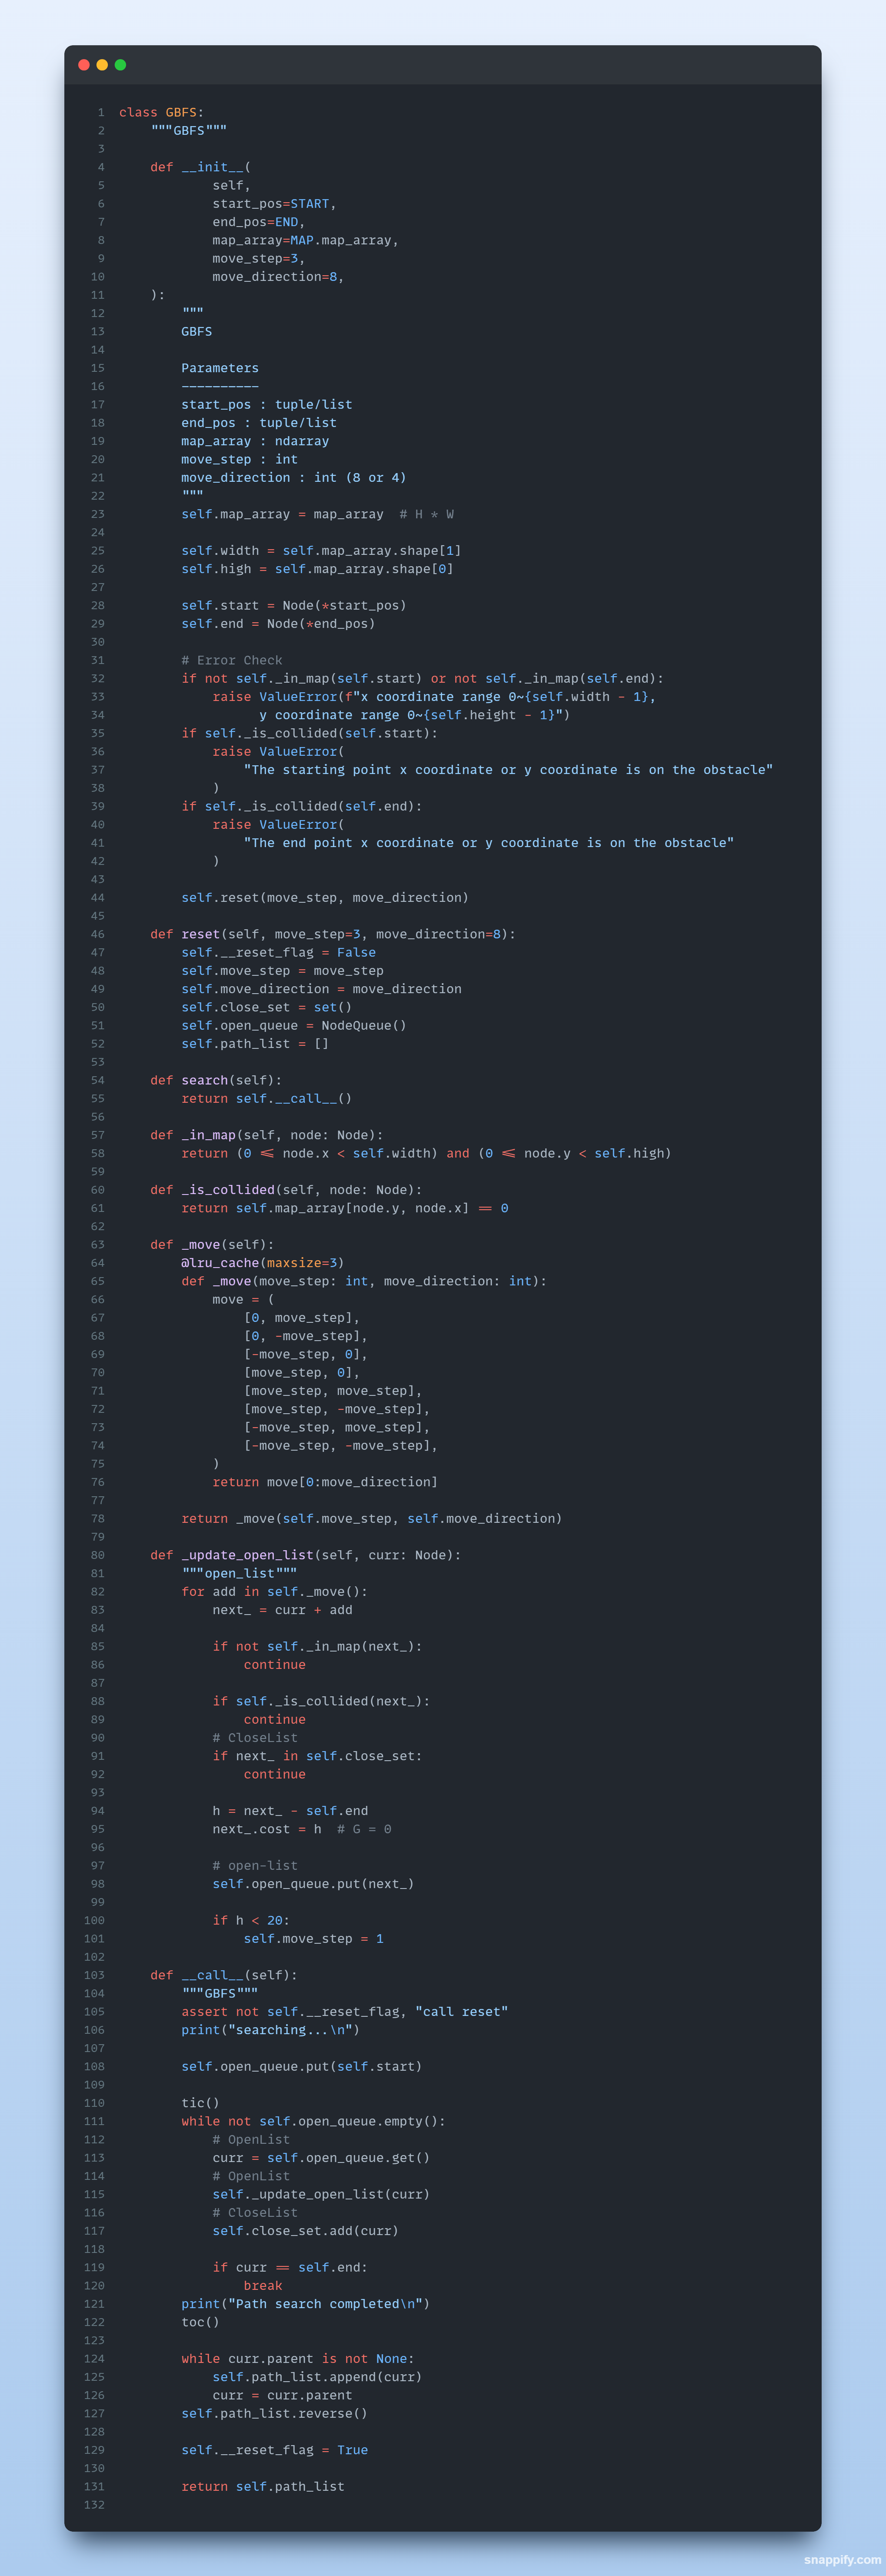 1 class GBFS:
2     """GBFS"""
3
4     def __init__(
5             self,
6             start_pos=START,
7             end_pos=END,
8             map_array=MAP.map_array,
9             move_step=3,
10             move_direction=8,
11     ):
12         """
13         GBFS
14
15         Parameters
16         ----------
17         start_pos : tuple/list
18         end_pos : tuple/list
19         map_array : ndarray
20         move_step : int
21         move_direction : int (8 or 4)
22         """
23         self.map_array = map_array  # H * W
24
25         self.width = self.map_array.shape[1]
26         self.high = self.map_array.shape[0]
27
28         self.start = Node(*start_pos)
29         self.end = Node(*end_pos)
30
31         # Error Check
32         if not self._in_map(self.start) or not self._in_map(self.end):
33             raise ValueError(f"x coordinate range 0~{self.width - 1},
34                   y coordinate range 0~{self.height - 1}")
35         if self._is_collided(self.start):
36             raise ValueError(
37                 "The starting point x coordinate or y coordinate is on the obstacle"
38             )
39         if self._is_collided(self.end):
40             raise ValueError(
41                 "The end point x coordinate or y coordinate is on the obstacle"
42             )
43
44         self.reset(move_step, move_direction)
45
46     def reset(self, move_step=3, move_direction=8):
47         self.__reset_flag = False
48         self.move_step = move_step
49         self.move_direction = move_direction
50         self.close_set = set()
51         self.open_queue = NodeQueue()
52         self.path_list = []
53
54     def search(self):
55         return self.__call__()
56
57     def _in_map(self, node: Node):
58         return (0 <= node.x < self.width) and (0 <= node.y < self.high)
59
60     def _is_collided(self, node: Node):
61         return self.map_array[node.y, node.x] == 0
62
63     def _move(self):
64         @lru_cache(maxsize=3)
65         def _move(move_step: int, move_direction: int):
66             move = (
67                 [0, move_step],
68                 [0, -move_step],
69                 [-move_step, 0],
70                 [move_step, 0],
71                 [move_step, move_step],
72                 [move_step, -move_step],
73                 [-move_step, move_step],
74                 [-move_step, -move_step],
75             )
76             return move[0:move_direction]
77
78         return _move(self.move_step, self.move_direction)
79
80     def _update_open_list(self, curr: Node):
81         """open_list"""
82         for add in self._move():
83             next_ = curr + add
84
85             if not self._in_map(next_):
86                 continue
87
88             if self._is_collided(next_):
89                 continue
90             # CloseList
91             if next_ in self.close_set:
92                 continue
93
94             h = next_ - self.end
95             next_.cost = h  # G = 0
96
97             # open-list
98             self.open_queue.put(next_)
99
100             if h < 20:
101                 self.move_step = 1
102
103     def __call__(self):
104         """GBFS"""
105         assert not self.__reset_flag, "call reset"
106         print("searching...\n")
107
108         self.open_queue.put(self.start)
109
110         tic()
111         while not self.open_queue.empty():
112             # OpenList
113             curr = self.open_queue.get()
114             # OpenList
115             self._update_open_list(curr)
116             # CloseList
117             self.close_set.add(curr)
118
119             if curr == self.end:
120                 break
121         print("Path search completed\n")
122         toc()
123
124         while curr.parent is not None:
125             self.path_list.append(curr)
126             curr = curr.parent
127         self.path_list.reverse()
128
129         self.__reset_flag = True
130
131         return self.path_list
132
snappify.com